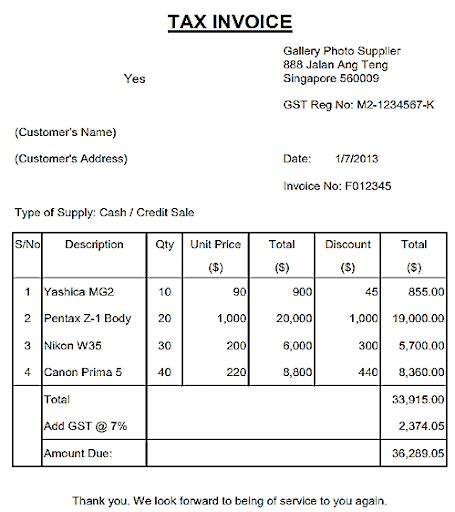 TAX INVOICE
Gallery Photo Supplier
888 Jalan Ang Teng
Yes Singapore 560009
GST Reg No: M2-1234567-K
(Customer's Name)
(Customer's Address) Date: 1/7/2013
Invoice No: F012345
Type of Supply: Cash / Credit Sale
S/No Description Qty Unit Price Total Discount Total
($) ($) ($) ($)
1 Yashica MG2 10 90 900 45 855.00
2 Pentax Z-1 Body 20 1,000 20,000 1,000 19,000.00
3 Nikon W35 30 200 6,000 300 5,700.00
4 Canon Prima 5 40 220 8,800 440 8,360.00
Total 33,915.00
Add GST @ 7% 2,374.05
Amount Due: 36,289.05
Thank you. We look forward to being of service to you again.